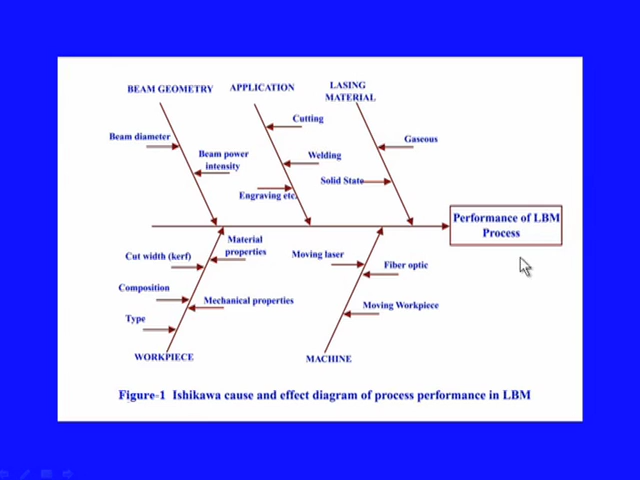 BEAM GEOMETRY
APPLICATION
LASING
MATERIAL
Cutting
Beam diameter
Gaseous
Beam power
intensity
Welding
Solid State
Engraving etc.
Performance of LBM
Process
Material
properties
Cut width (kerf)
Moving laser
Fiber optic
Composition
Mechanical properties
Moving Workpiece
Type
WORKPIECE
MACHINE
Figure-1 Ishikawa cause and effect diagram of process performance in LBM